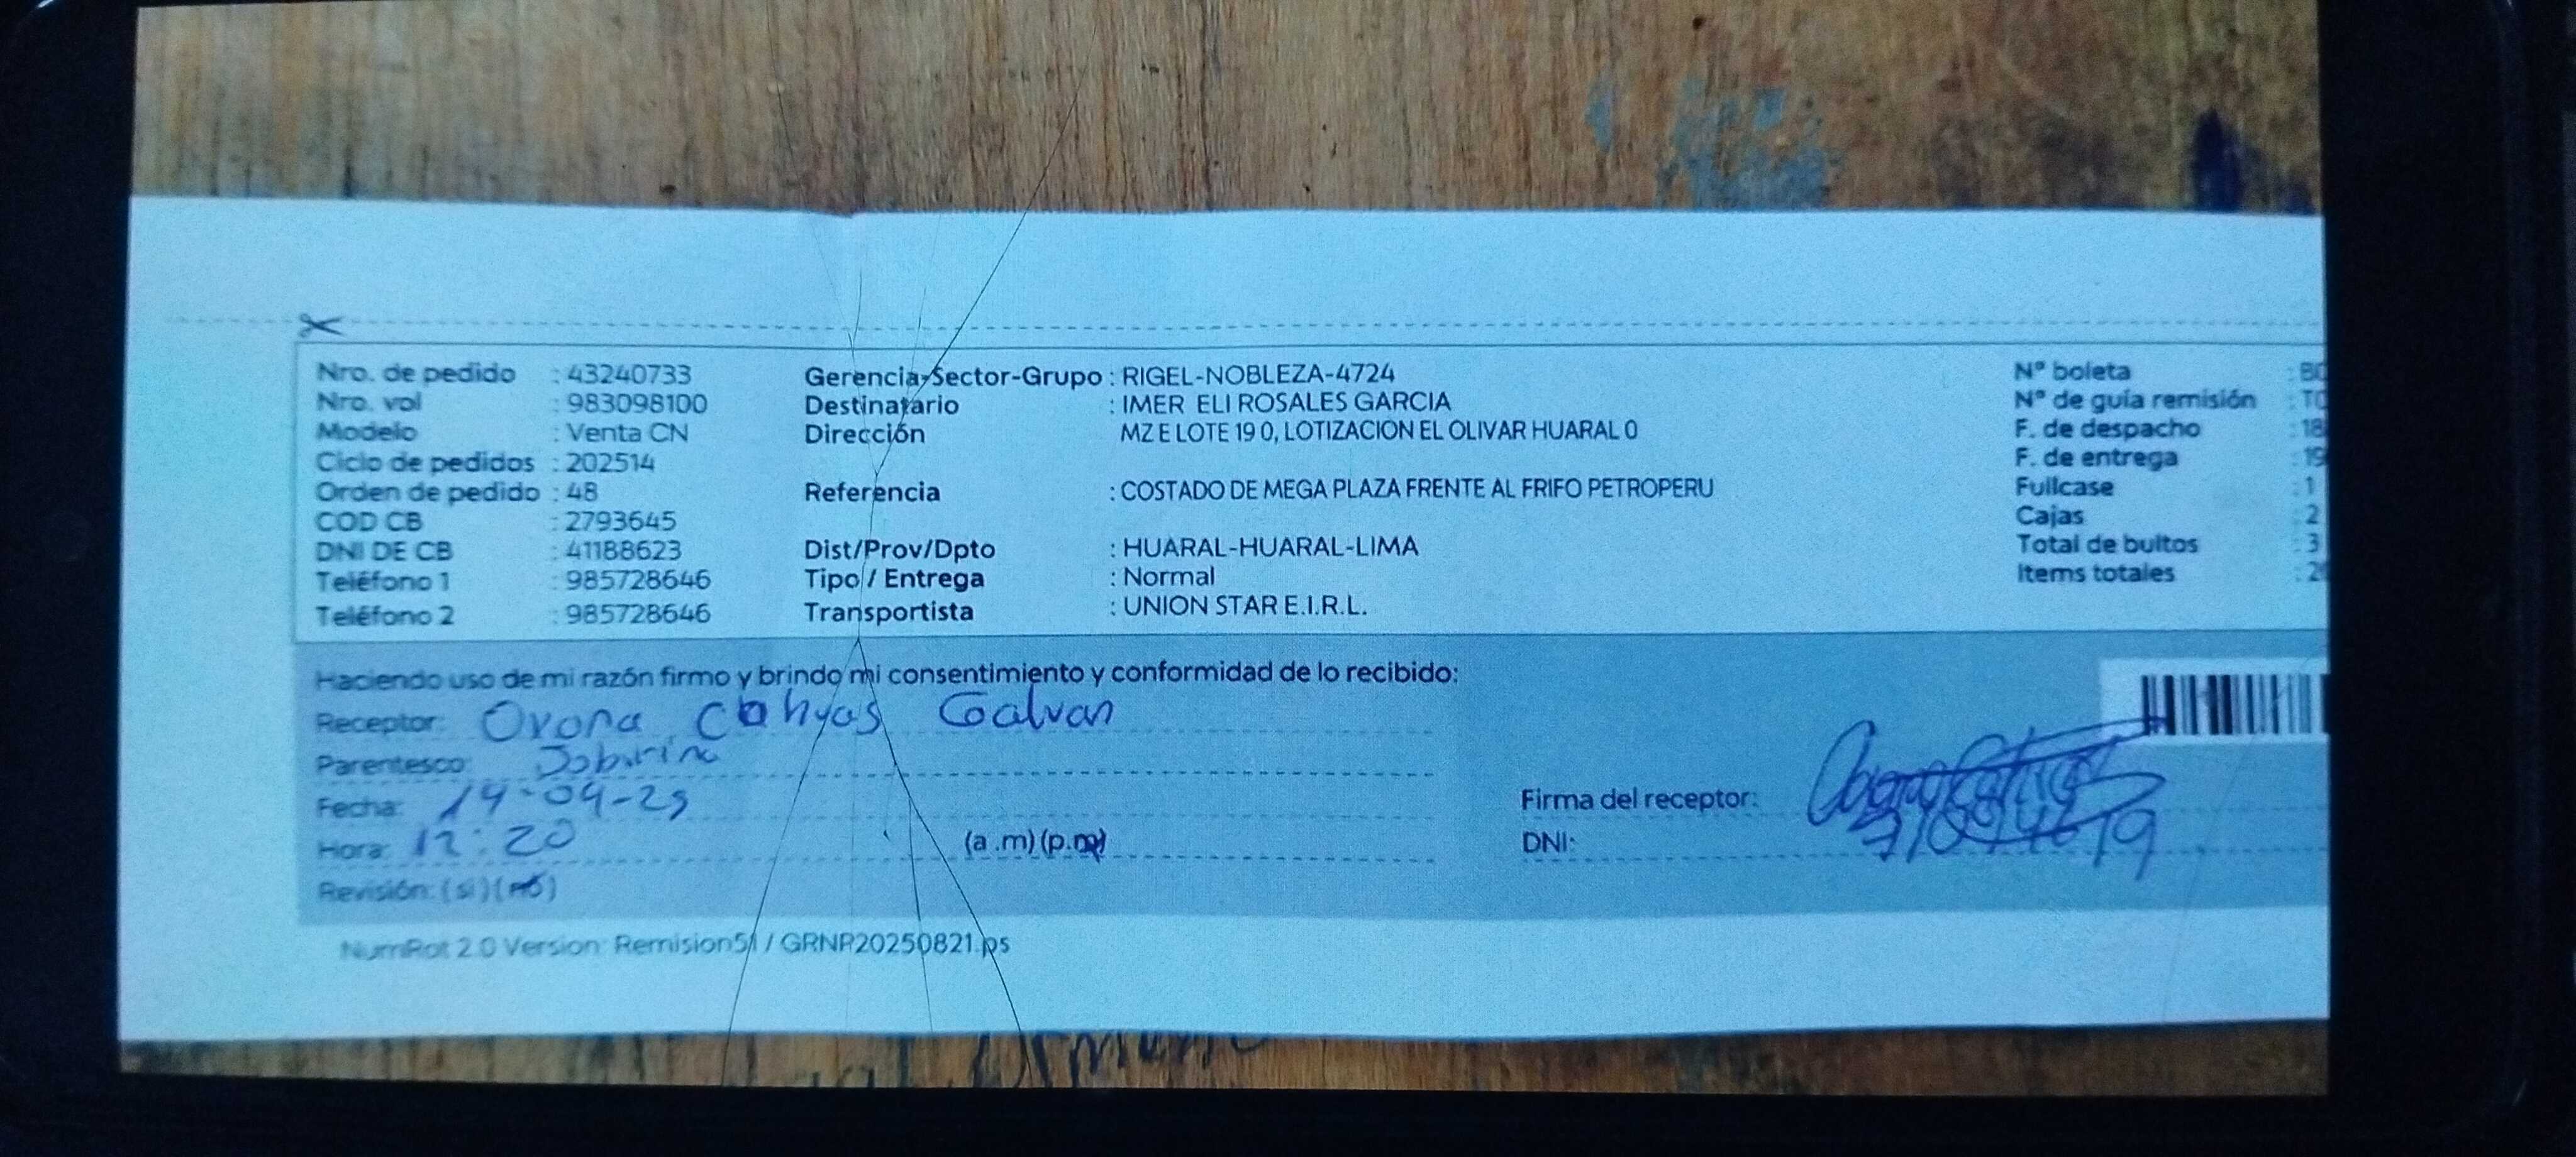 Nro. de pedido : 43240733
Nro. vol : 983098100
Modelo : Venta CN
Ciclo de pedidos : 202514
Orden de pedido : 48
COD CB : 2793645
DNI DE CB : 41188623
Teléfono 1 : 985728646
Teléfono 2 : 985728646
Gerencia-Sector-Grupo : RIGEL-NOBLEZA-4724
Destinatario : IMER ELI ROSALES GARCIA
Dirección MZ E LOTE 19 0, LOTIZACION EL OLIVAR HUARAL 0
Referencia : COSTADO DE MEGA PLAZA FRENTE AL FRIFO PETROPERU
Dist/Prov/Dpto : HUARAL-HUARAL-LIMA
Tipo / Entrega : Normal
Transportista : UNION STAR E.I.R.L.
Nº boleta :
Nº de guía remisión :
F. de despacho : 18
F. de entrega : 19
Fullcase : 1
Cajas : 2
Total de bultos : 3
Items totales :
Haciendo uso de mi razón firmo y brindo mi consentimiento y conformidad de lo recibido:
Receptor: Galvan
Parentesco:
Fecha:
Hora: 12:20 (a .m) (p.m)
Revisión: (si) (no)
Firma del receptor:
DNI:
NumRot 2.0 Version: Remision51 / GRNP20250821.ps